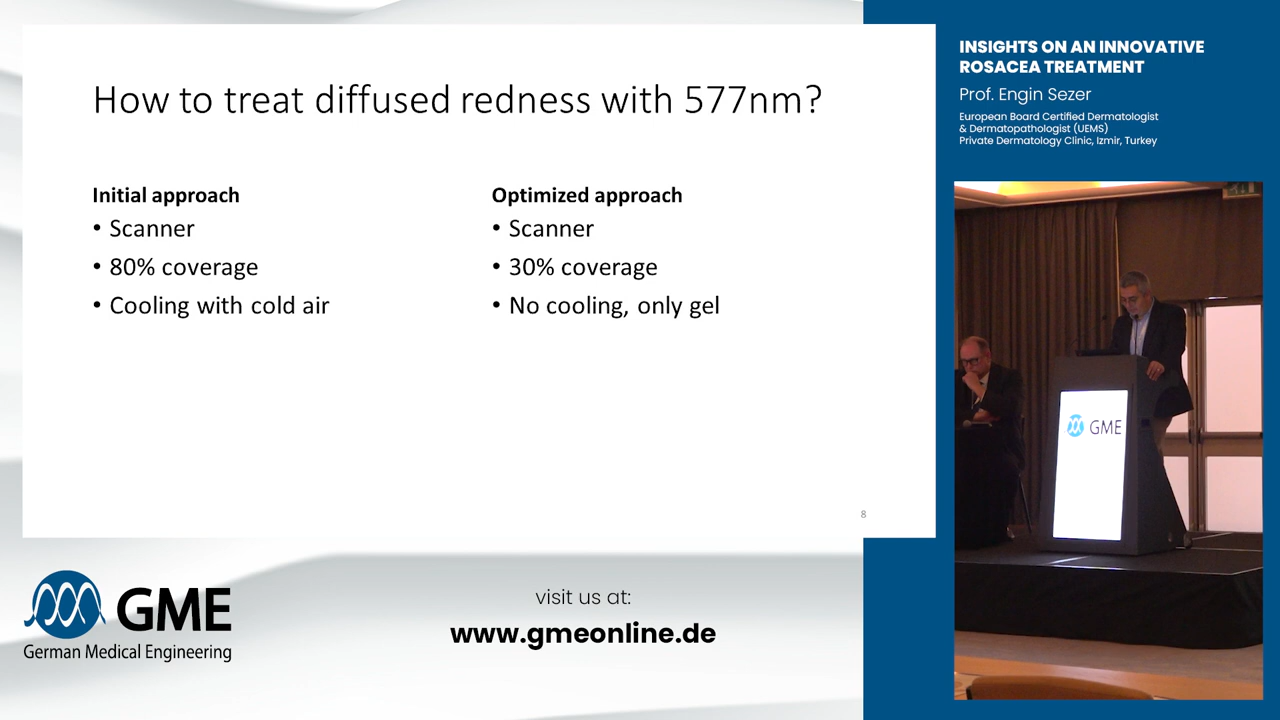 How to treat diffused redness with 577nm?
Initial approach
• Scanner
• 80% coverage
• Cooling with cold air
Optimized approach
• Scanner
• 30% coverage
• No cooling, only gel
8
INSIGHTS ON AN INNOVATIVE
ROSACEA TREATMENT
Prof. Engin Sezer
European Board Certified Dermatologist
& Dermatopathologist (UEMS)
Private Dermatology Clinic, Izmir, Turkey
GME
GME
German Medical Engineering
visit us at:
www.gmeonline.de